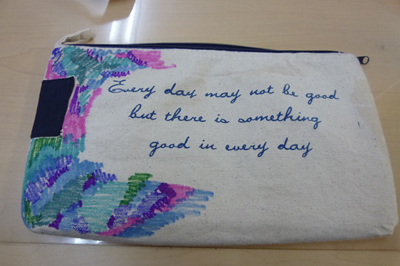 Every day may not be good
but there is something
good in every day